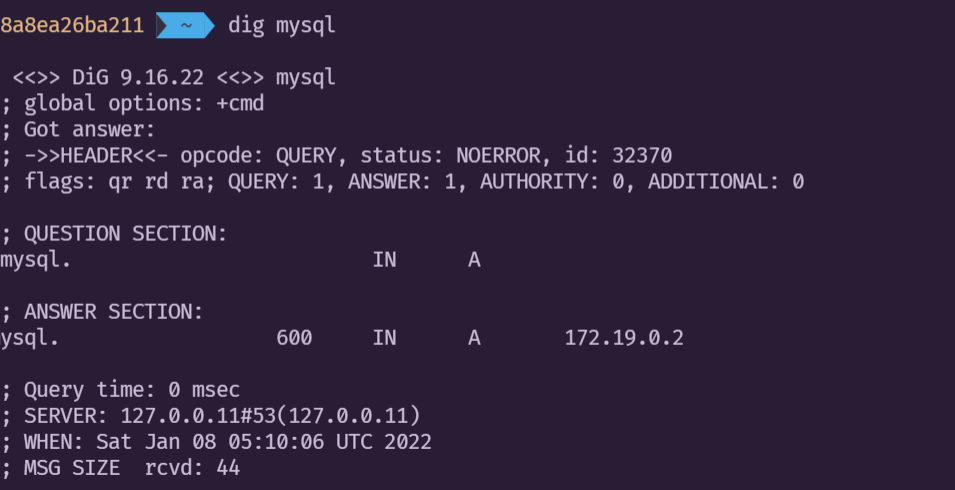 8a8ea26ba211 ~ dig mysql
<<>> DiG 9.16.22 <<>> mysql
; global options: +cmd
; Got answer:
; ->>HEADER<<- opcode: QUERY, status: NOERROR, id: 32370
; flags: qr rd ra; QUERY: 1, ANSWER: 1, AUTHORITY: 0, ADDITIONAL: 0
; QUESTION SECTION:
mysql. IN A
; ANSWER SECTION:
ysql. 600 IN A 172.19.0.2
; Query time: 0 msec
; SERVER: 127.0.0.11#53(127.0.0.11)
; WHEN: Sat Jan 08 05:10:06 UTC 2022
; MSG SIZE rcvd: 44